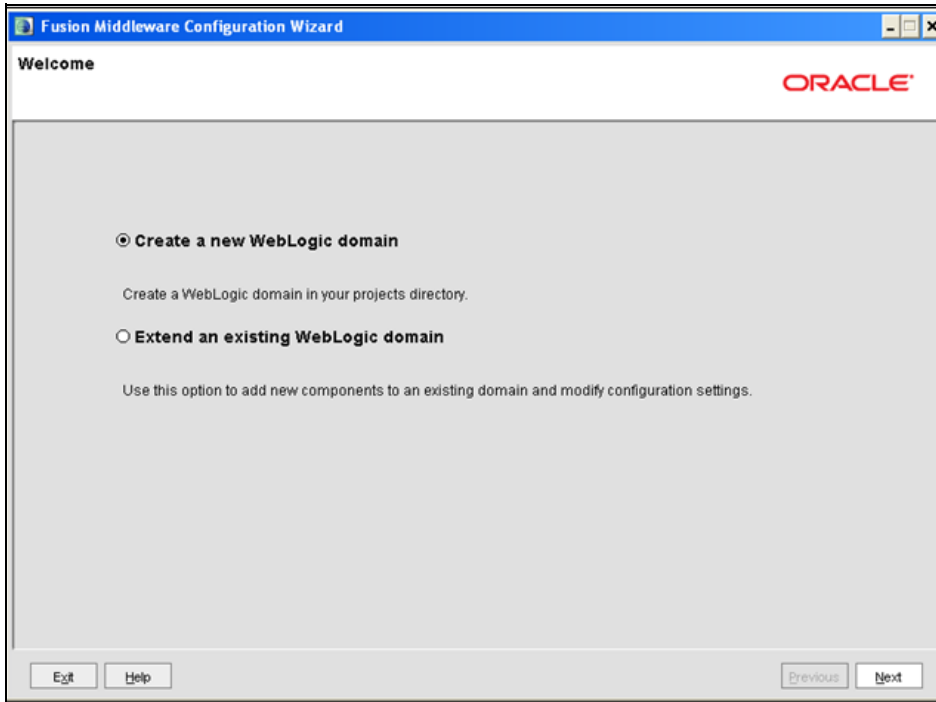 Fusion Middleware Configuration Wizard
Welcome
ORACLE
Create a new WebLogic domain
Create a WebLogic domain in your projects directory.
Extend an existing WebLogic domain
Use this option to add new components to an existing domain and modify configuration settings.
Exit Help Previous Next